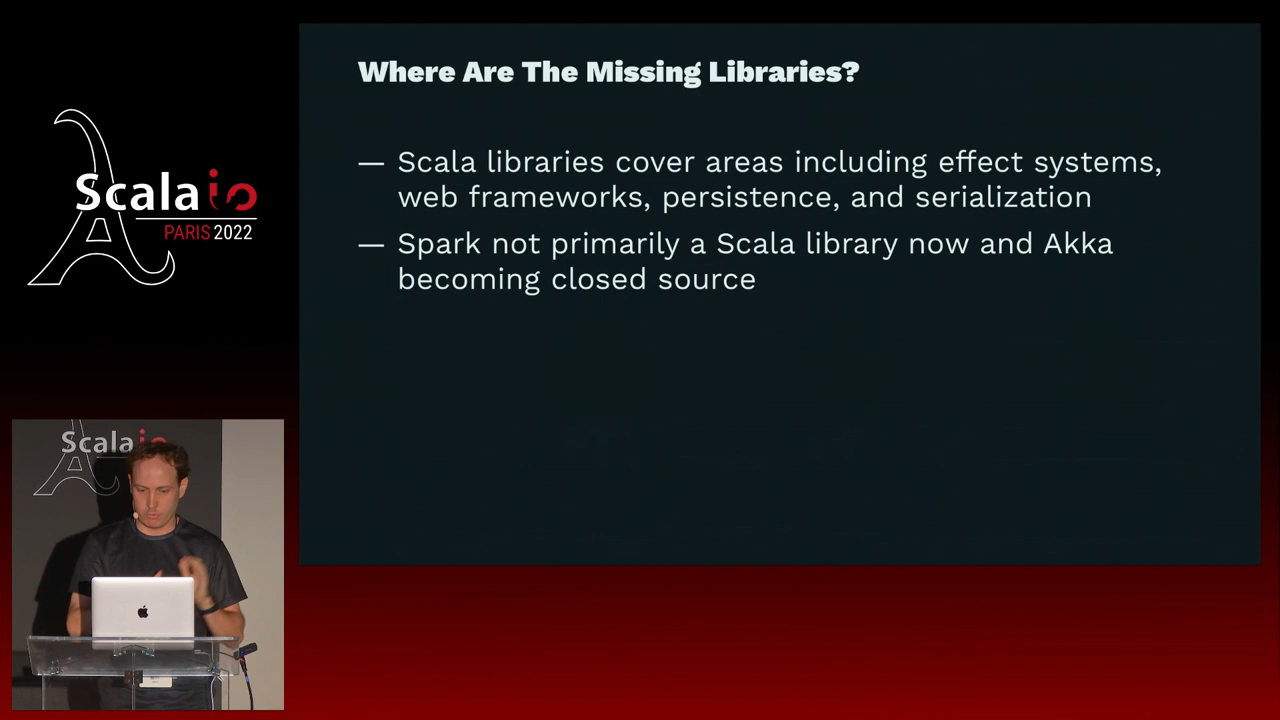 Where Are The Missing Libraries?
— Scala libraries cover areas including effect systems,
web frameworks, persistence, and serialization
— Spark not primarily a Scala library now and Akka
becoming closed source
Scala io
PARIS 2022
Scala io